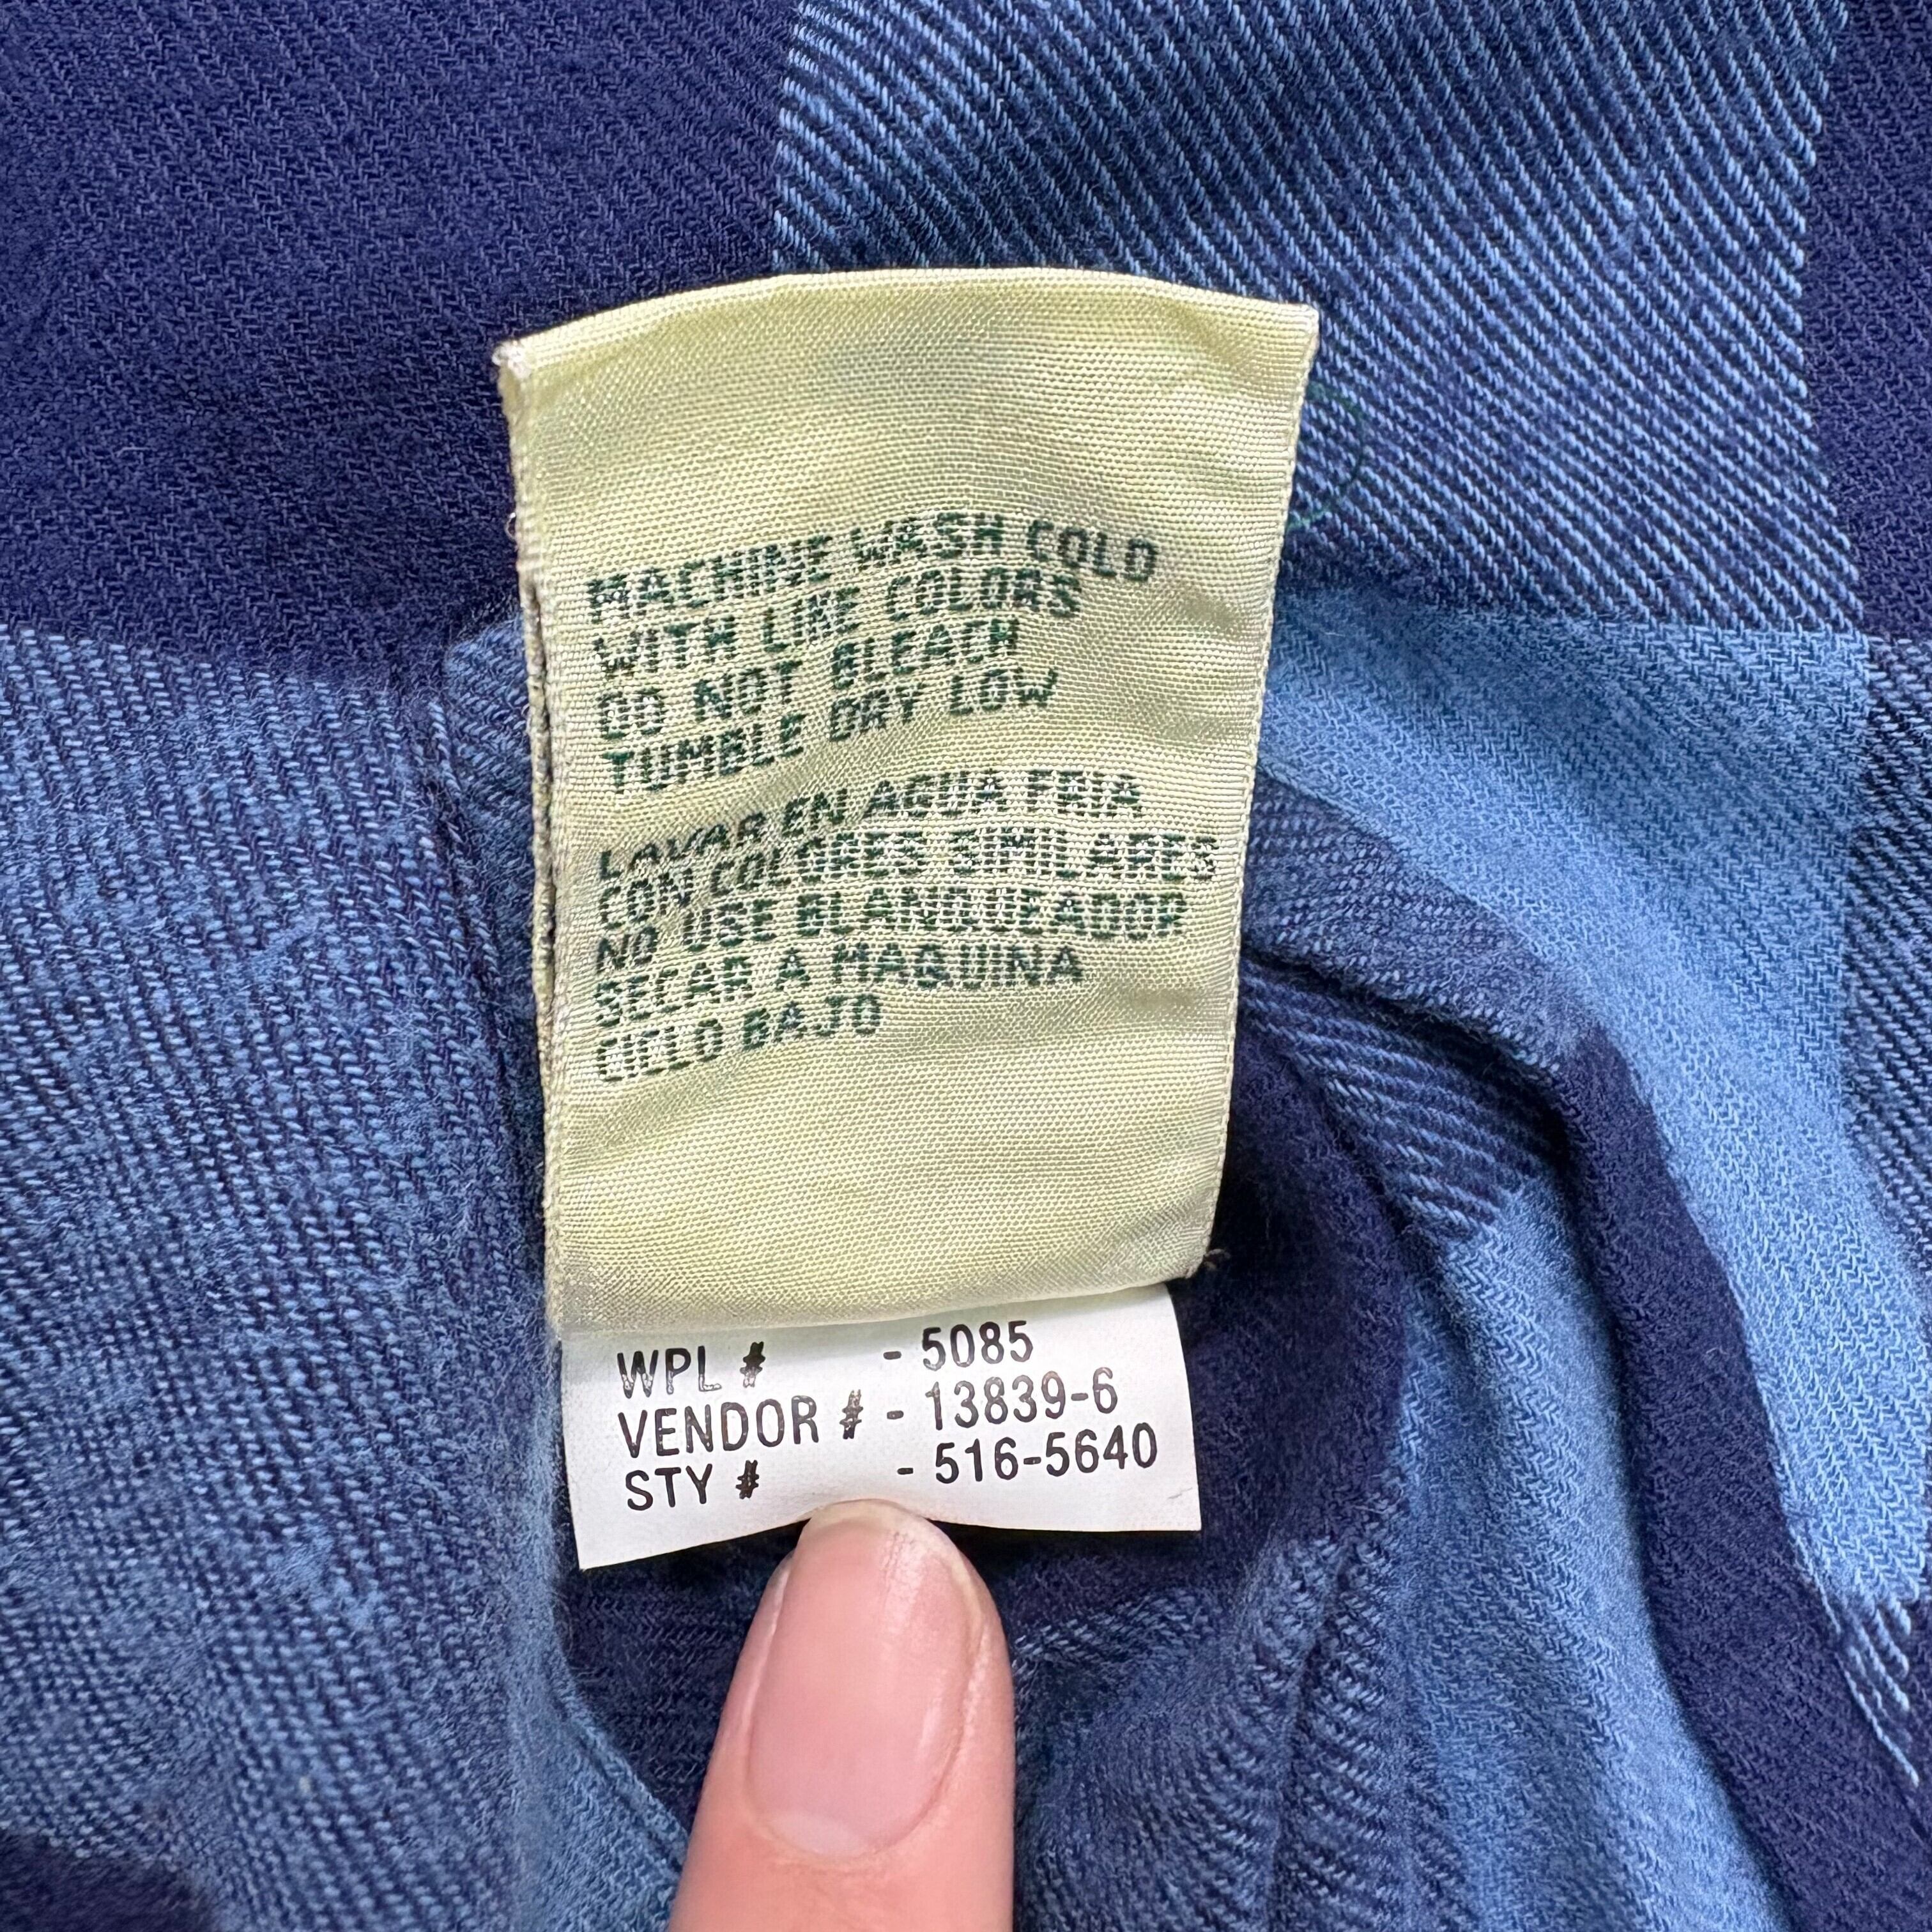 MACHINE WASH COLD
WITH LIKE COLORS
DO NOT BLEACH
TUMBLE DRY LOW
LAVAR EN AGUA FRIA
CON COLORES SIMILARES
NO USE BLANQUEADOR
SECAR A MAQUINA
CICLO BAJO
WPL # - 5085
VENDOR # - 13839-6
STY # - 516-5640